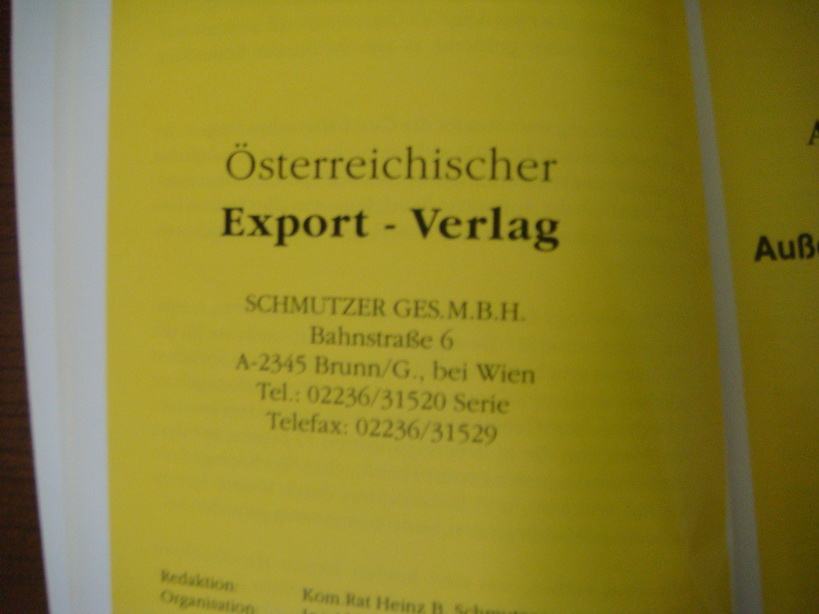 Österreichischer
Export - Verlag
SCHMUTZER GES.M.B.H.
Bahnstraße 6
A-2345 Brunn/G., bei Wien
Tel.: 02236/31520 Serie
Telefax: 02236/31529
Redaktion:
Kom.Rat Heinz B.
Organisation: